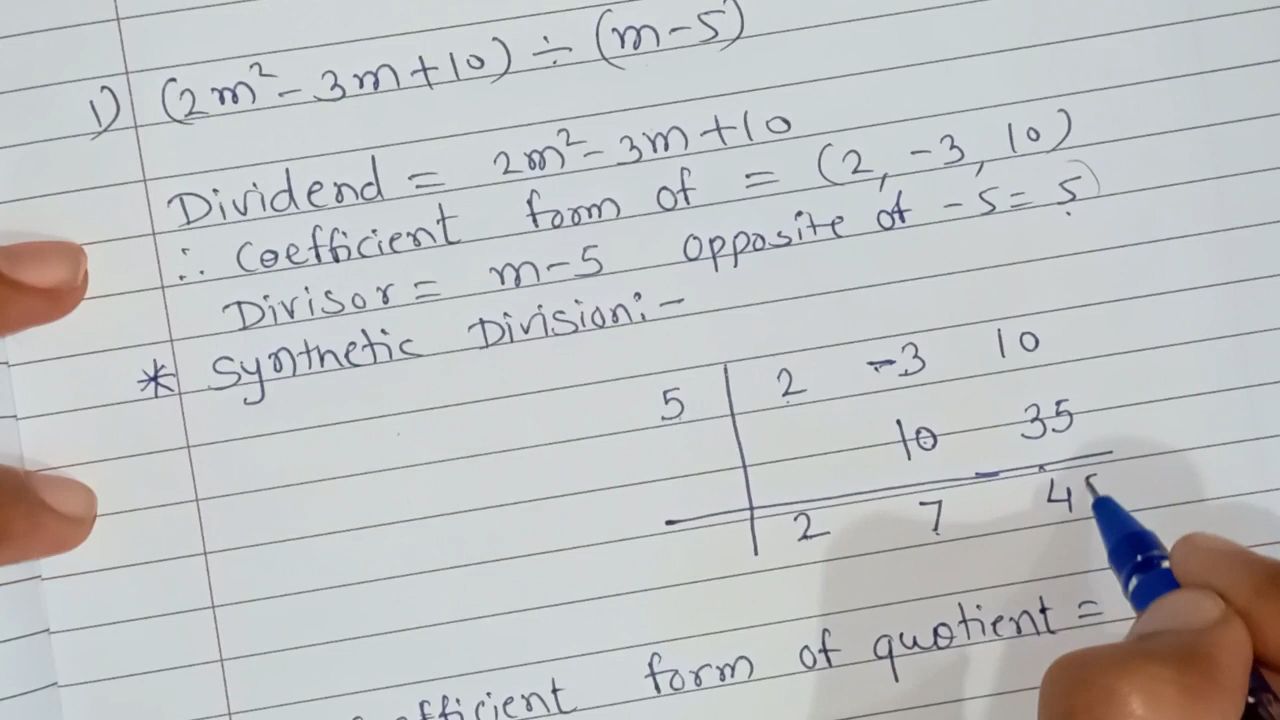 1) (2m² - 3m + 10) ÷ (m - 5)
Dividend = 2m² - 3m + 10
∴ Coefficient form of = (2, -3, 10)
Divisor = m - 5 opposite of -5 = 5
* Synthetic Division:-
5 2 -3 10
10 35
2 7 45
form of quotient =